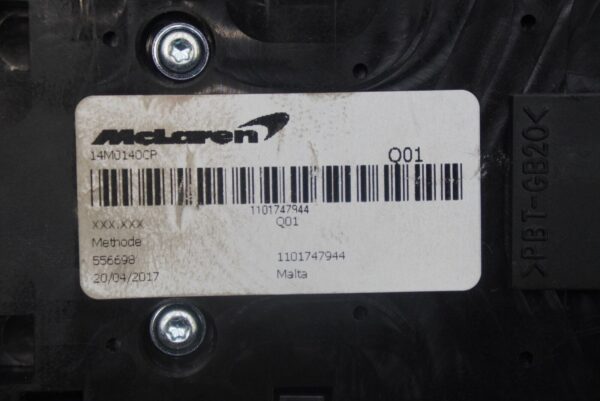 McLaren
14M0140CP
Q01
1101747944
xxx.xxx
Q01
Methode
556698
1101747944
20/04/2017
Malta
>PBT-GB20<